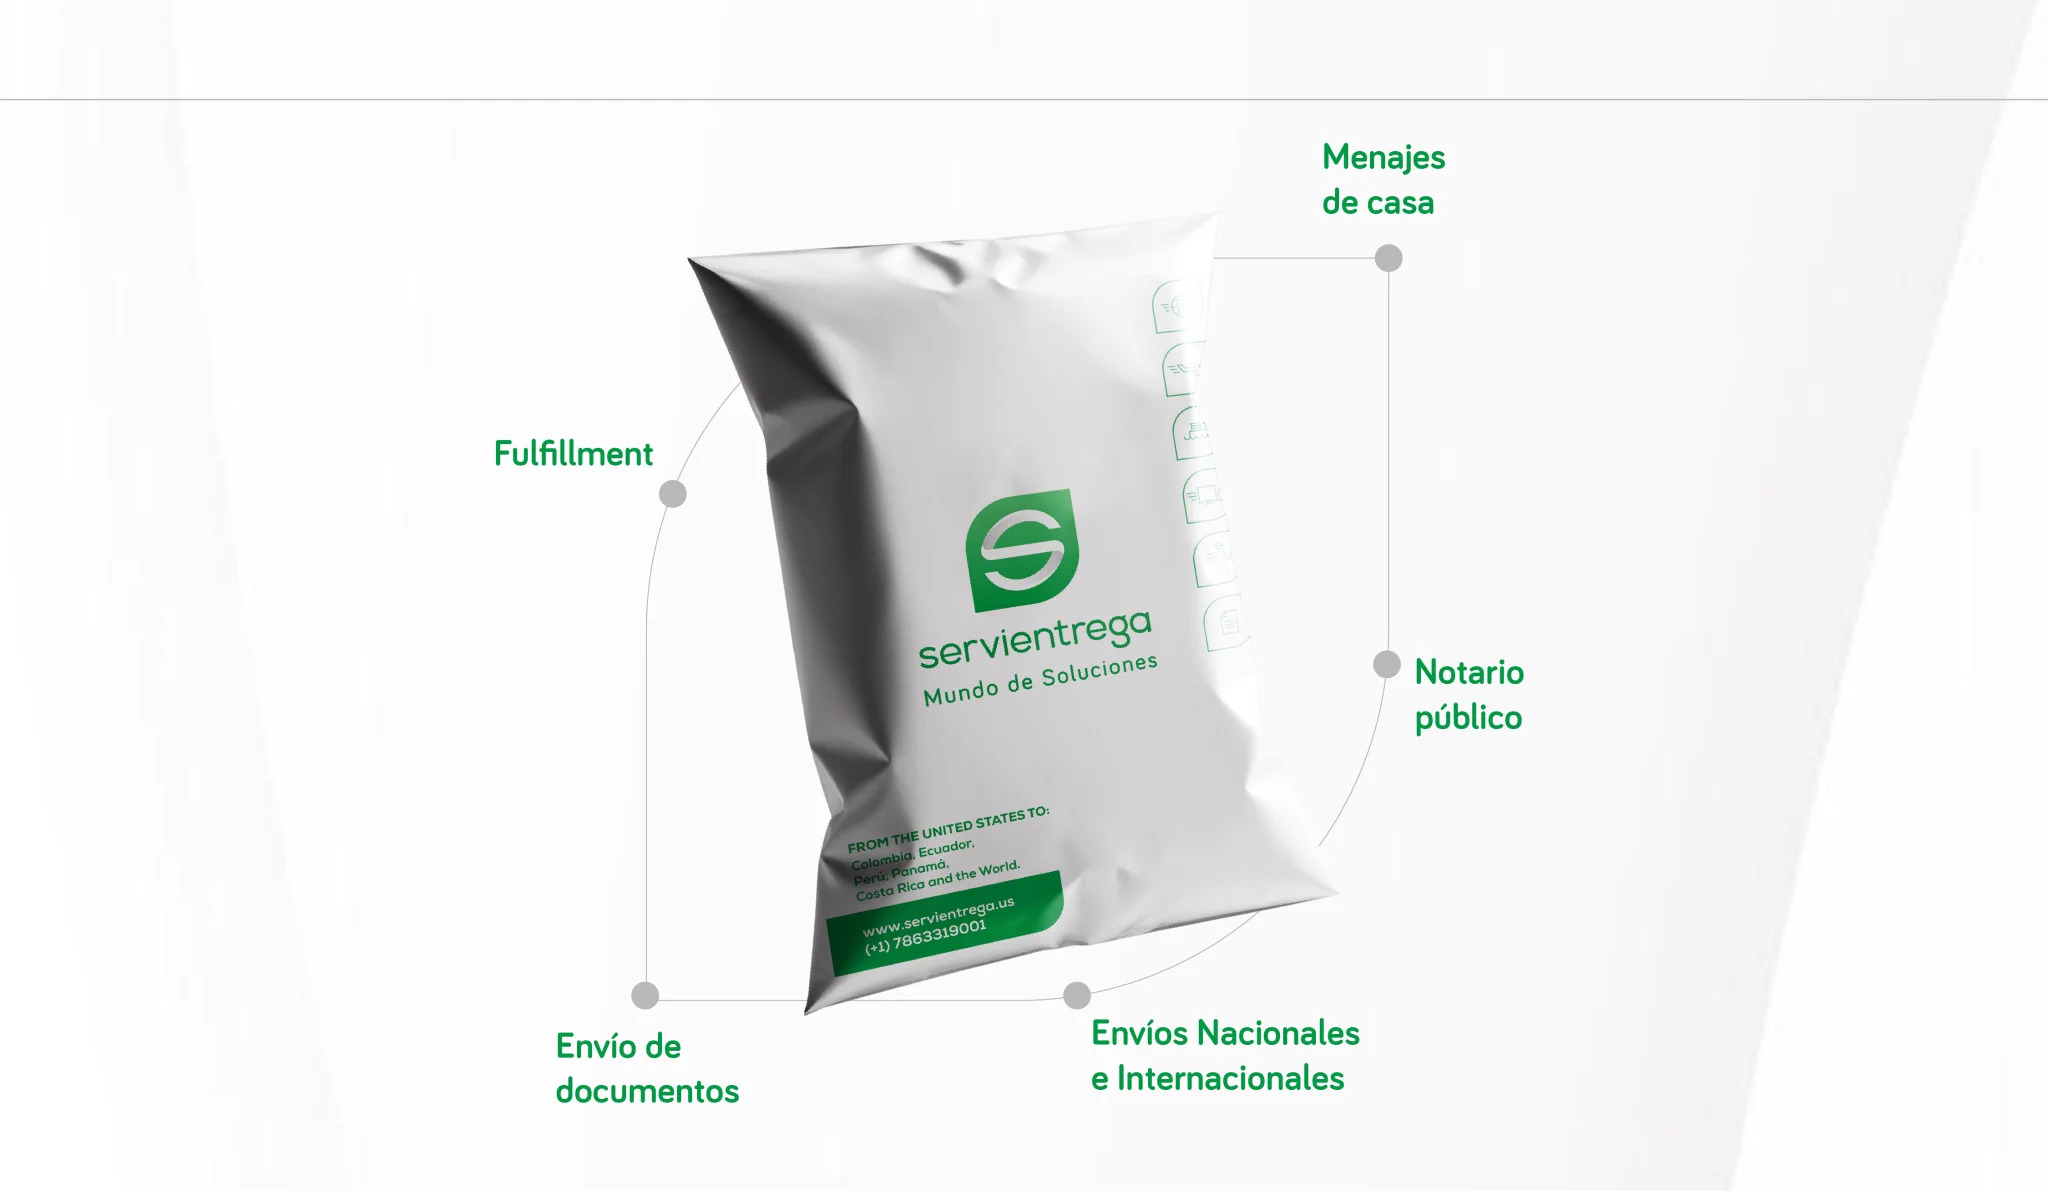 Menajes
de casa
Fulfillment
S
servientrega
Mundo de Soluciones
Notario
público
FROM THE UNITED STATES TO:
Colombia, Ecuador,
Perú, Panamá,
Costa Rica and the World.
www.servientrega.us
(+1) 7863319001
Envío de
documentos
Envíos Nacionales
e Internacionales